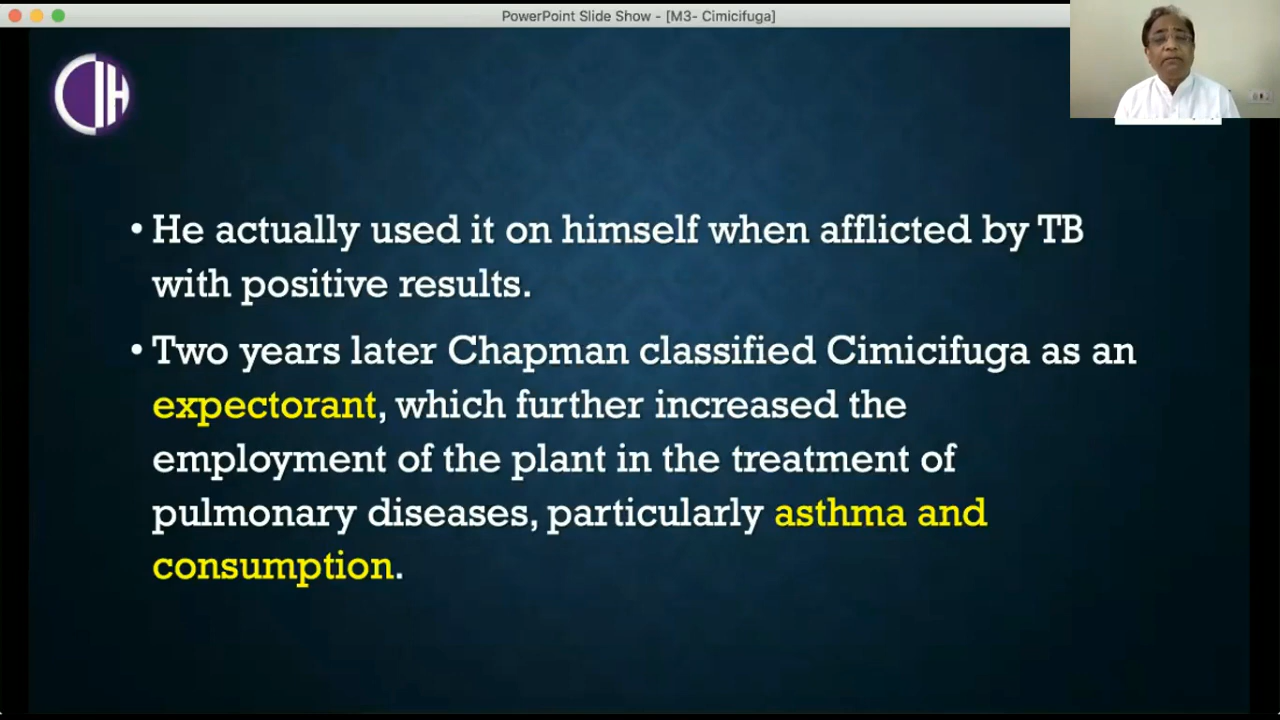 PowerPoint Slide Show - [M3- Cimicifuga]
CIH
• He actually used it on himself when afflicted by TB
with positive results.
• Two years later Chapman classified Cimicifuga as an
expectorant, which further increased the
employment of the plant in the treatment of
pulmonary diseases, particularly asthma and
consumption.